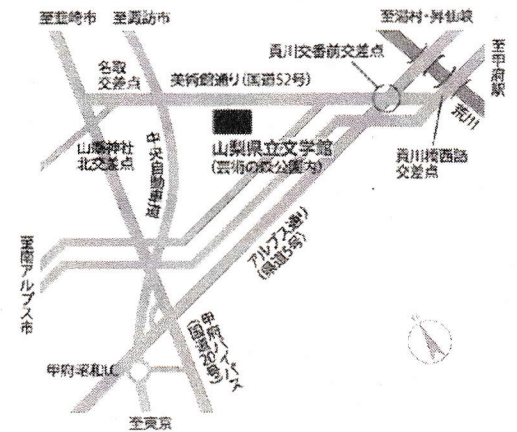 至韮崎市
至諏訪市
至湯村・昇仙峡
至甲府駅
名取
交差点
美術館通り(国道52号)
貢川交番前交差点
荒川
貢川橋西詰
交差点
山県神社
北交差点
中央自動車道
山梨県立文学館
(芸術の森公園内)
至南アルプス市
アルプス通り
(県道5号)
甲府バイパス
(国道20号)
甲府昭和IC
至東京